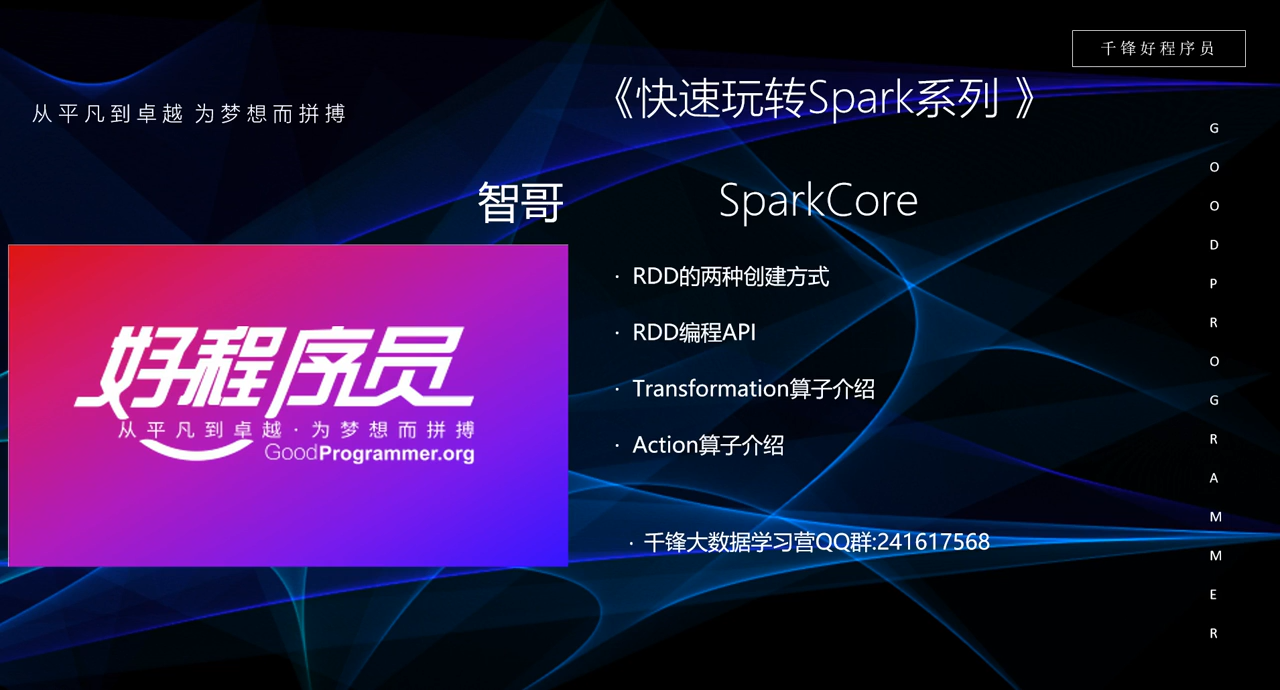 千锋好程序员
从平凡到卓越 为梦想而拼搏
《快速玩转Spark系列 》
智哥
SparkCore
· RDD的两种创建方式
· RDD编程API
· Transformation算子介绍
· Action算子介绍
· 千锋大数据学习营QQ群:241617568
好程序员
从平凡到卓越·为梦想而拼搏
GoodProgrammer.org
GOODPROGRAMMER